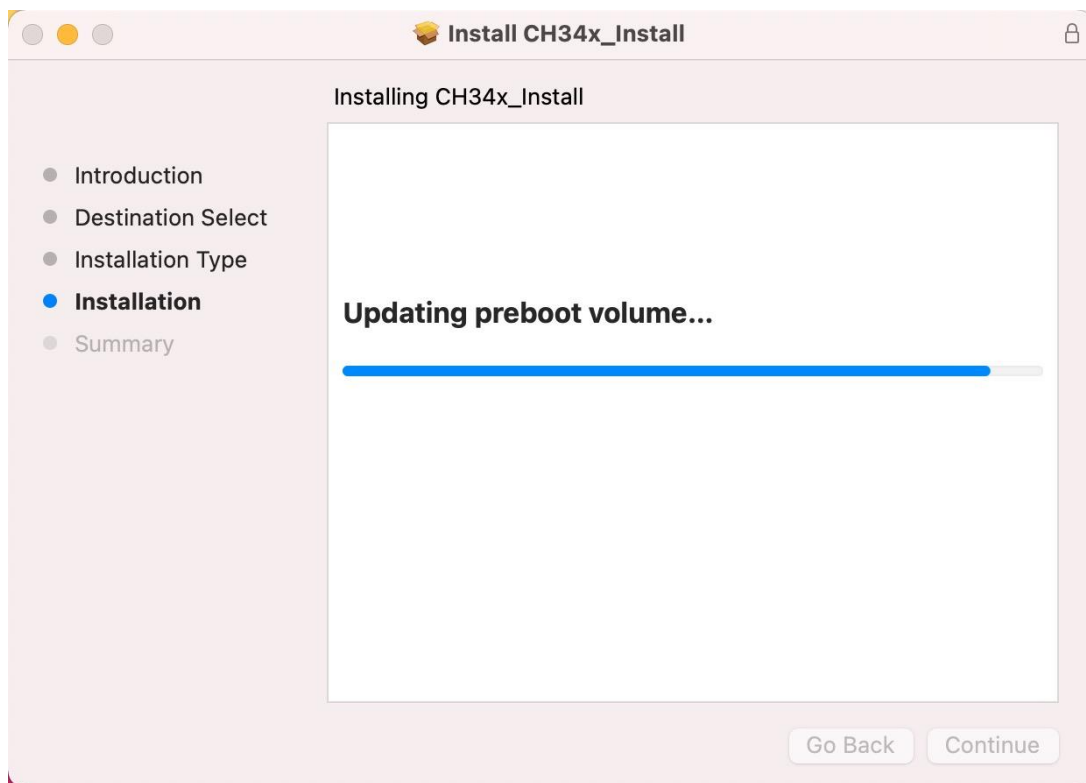 Install CH34x_Install
Installing CH34x_Install
Introduction
Destination Select
Installation Type
Installation
Summary
Updating preboot volume...
Go Back
Continue